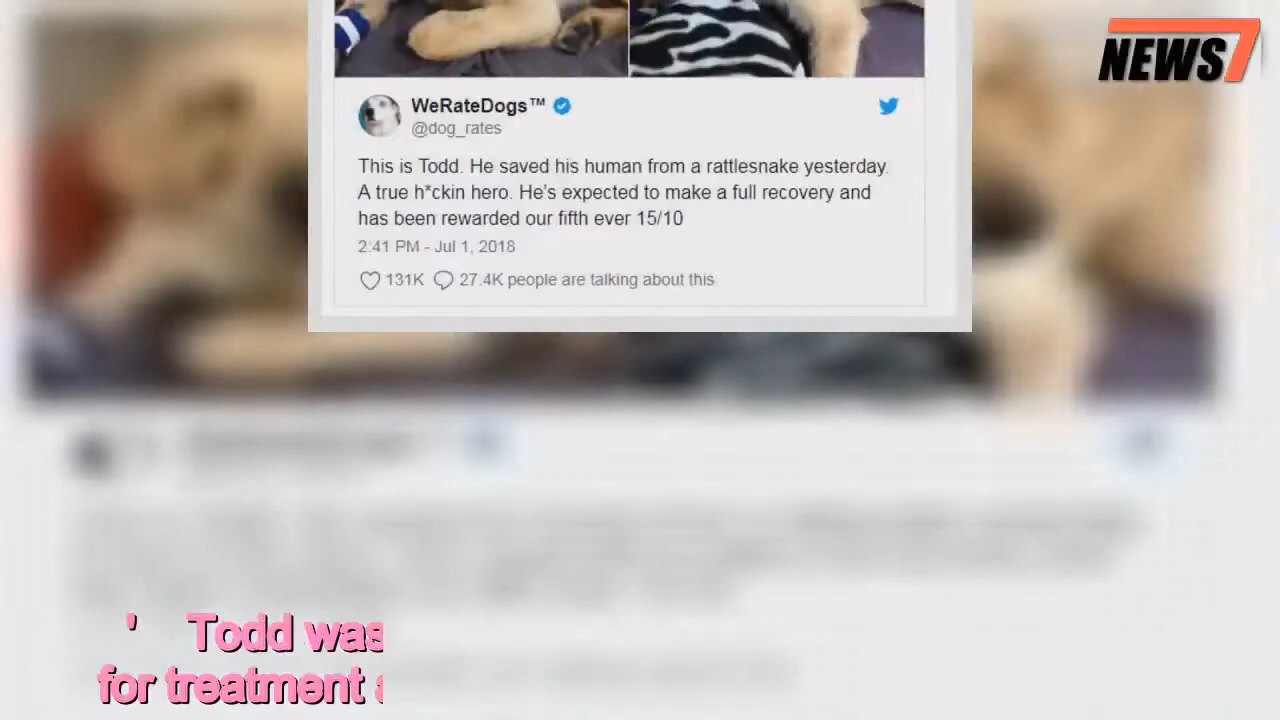 NEWS7
WeRateDogs™
@dog_rates
This is Todd. He saved his human from a rattlesnake yesterday.
A true h*ckin hero. He's expected to make a full recovery and
has been rewarded our fifth ever 15/10
2:41 PM - Jul 1, 2018
131K 27.4K people are talking about this
' Todd was
for treatment